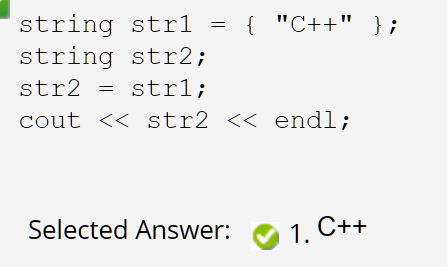 string str1 = { "C++" };
string str2;
str2 = str1;
cout << str2 << endl;
Selected Answer: 1. C++